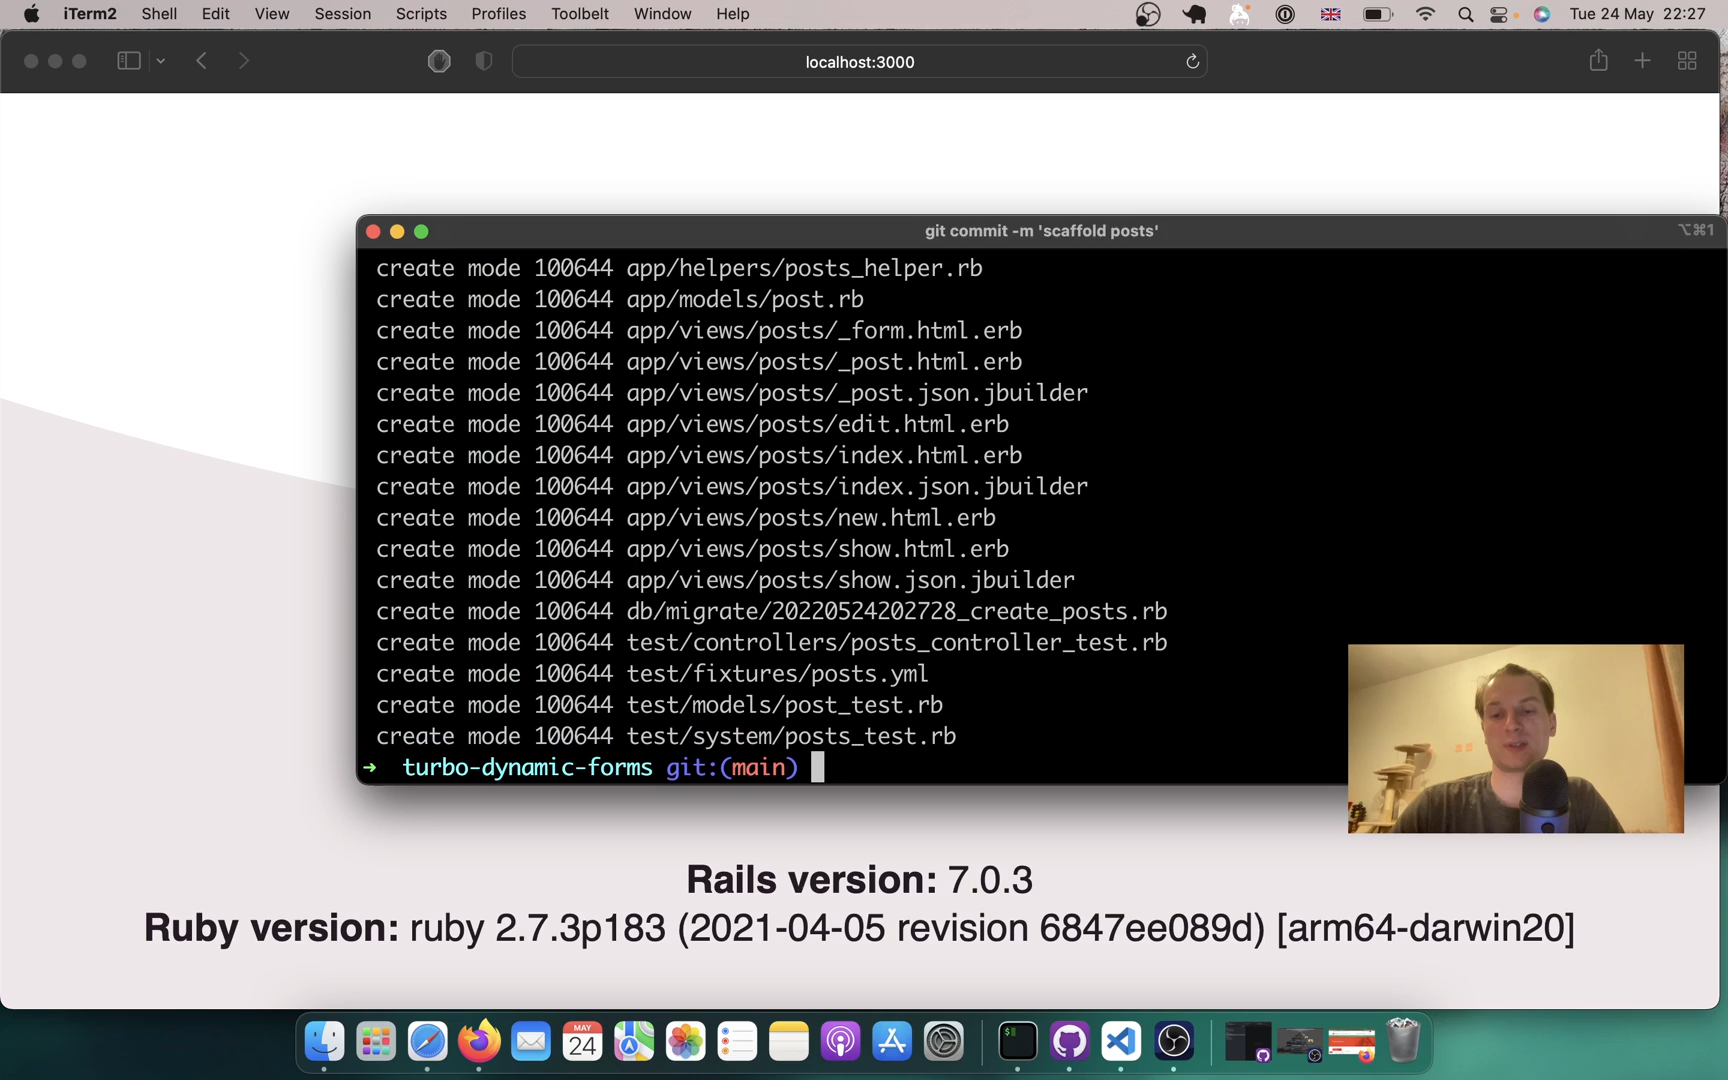 iTerm2 Shell Edit View Session Scripts Profiles Toolbelt Window Help Tue 24 May 22:27
localhost:3000
git commit -m 'scaffold posts' ⌥⌘1
create mode 100644 app/helpers/posts_helper.rb
create mode 100644 app/models/post.rb
create mode 100644 app/views/posts/_form.html.erb
create mode 100644 app/views/posts/_post.html.erb
create mode 100644 app/views/posts/_post.json.jbuilder
create mode 100644 app/views/posts/edit.html.erb
create mode 100644 app/views/posts/index.html.erb
create mode 100644 app/views/posts/index.json.jbuilder
create mode 100644 app/views/posts/new.html.erb
create mode 100644 app/views/posts/show.html.erb
create mode 100644 app/views/posts/show.json.jbuilder
create mode 100644 db/migrate/20220524202728_create_posts.rb
create mode 100644 test/controllers/posts_controller_test.rb
create mode 100644 test/fixtures/posts.yml
create mode 100644 test/models/post_test.rb
create mode 100644 test/system/posts_test.rb
➜ turbo-dynamic-forms git:(main)
Rails version: 7.0.3
Ruby version: ruby 2.7.3p183 (2021-04-05 revision 6847ee089d) [arm64-darwin20]
MAY
24